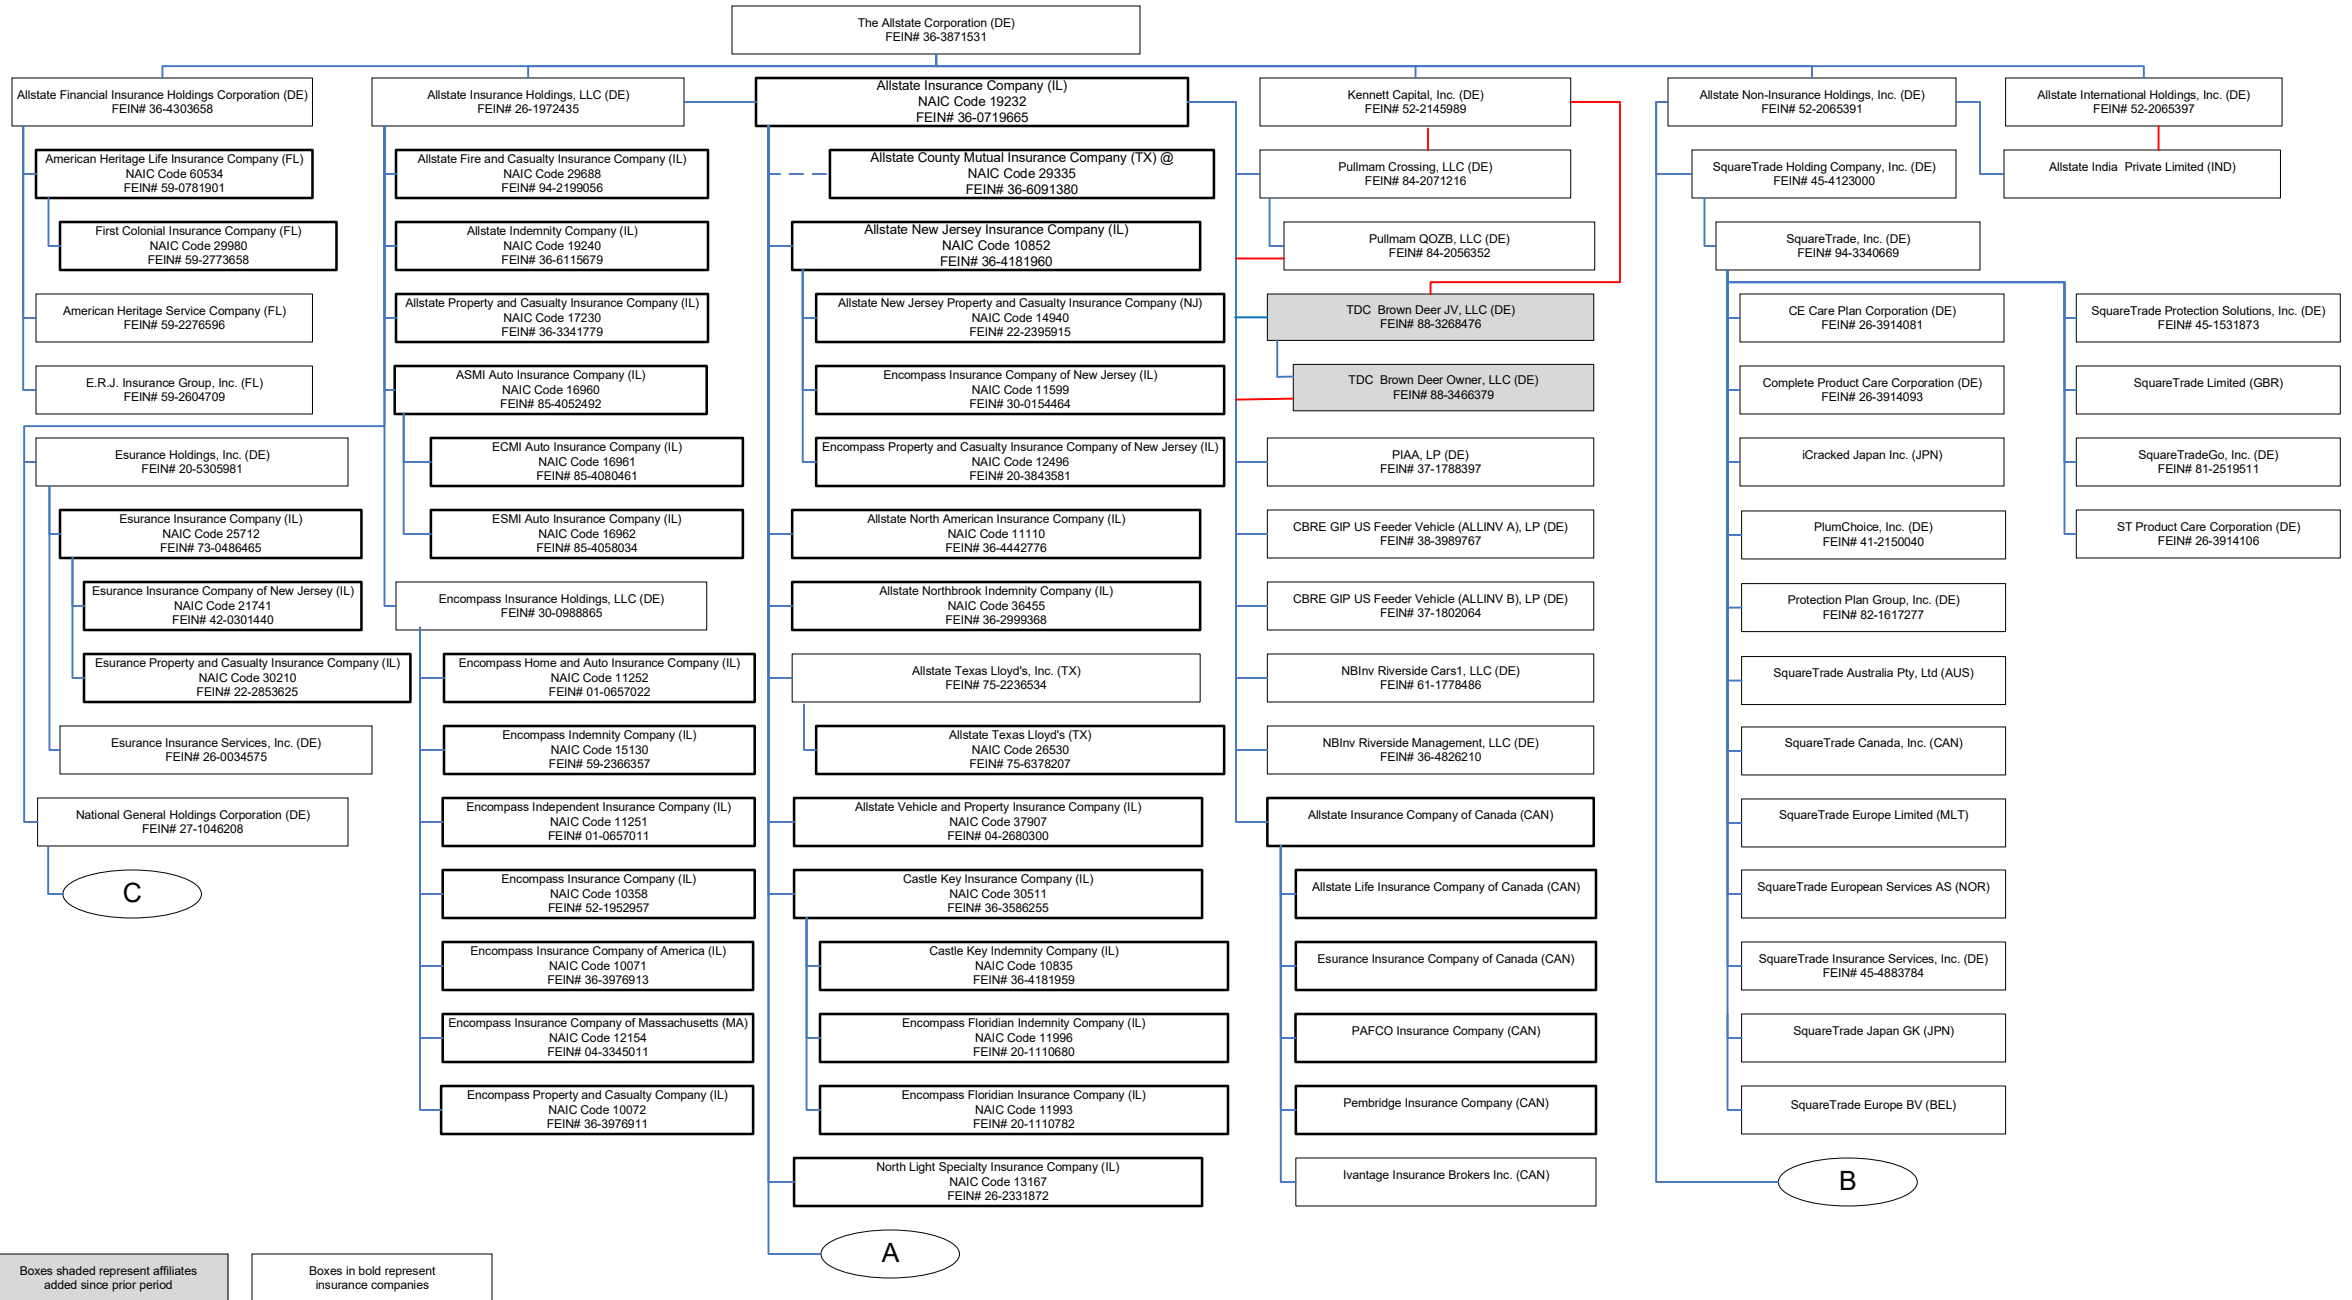 The Allstate Corporation (DE)
FEIN# 36-3871531
Allstate Financial Insurance Holdings Corporation (DE)
FEIN# 36-4303658
American Heritage Life Insurance Company (FL)
NAIC Code 60534
FEIN# 59-0781901
First Colonial Insurance Company (FL)
NAIC Code 29980
FEIN# 59-2773658
American Heritage Service Company (FL)
FEIN# 59-2276596
E.R.J. Insurance Group, Inc. (FL)
FEIN# 59-2604709
Allstate Insurance Holdings, LLC (DE)
FEIN# 26-1972435
Allstate Fire and Casualty Insurance Company (IL)
NAIC Code 29688
FEIN# 94-2199056
Allstate Indemnity Company (IL)
NAIC Code 19240
FEIN# 36-6115679
Allstate Property and Casualty Insurance Company (IL)
NAIC Code 17230
FEIN# 36-3341779
ASMI Auto Insurance Company (IL)
NAIC Code 16960
FEIN# 85-4052492
ECMI Auto Insurance Company (IL)
NAIC Code 16961
FEIN# 85-4080461
ESMI Auto Insurance Company (IL)
NAIC Code 16962
FEIN# 85-4058034
Esurance Holdings, Inc. (DE)
FEIN# 20-5305981
Esurance Insurance Company (IL)
NAIC Code 25712
FEIN# 73-0486465
Esurance Insurance Company of New Jersey (IL)
NAIC Code 21741
FEIN# 42-0301440
Esurance Property and Casualty Insurance Company (IL)
NAIC Code 30210
FEIN# 22-2853625
Esurance Insurance Services, Inc. (DE)
FEIN# 26-0034575
National General Holdings Corporation (DE)
FEIN# 27-1046208
C
Encompass Insurance Holdings, LLC (DE)
FEIN# 30-0988865
Encompass Home and Auto Insurance Company (IL)
NAIC Code 11252
FEIN# 01-0657022
Encompass Indemnity Company (IL)
NAIC Code 15130
FEIN# 59-2366357
Encompass Independent Insurance Company (IL)
NAIC Code 11251
FEIN# 01-0657011
Encompass Insurance Company (IL)
NAIC Code 10358
FEIN# 52-1952957
Encompass Insurance Company of America (IL)
NAIC Code 10071
FEIN# 36-3976913
Encompass Insurance Company of Massachusetts (MA)
NAIC Code 12154
FEIN# 04-3345011
Encompass Property and Casualty Company (IL)
NAIC Code 10072
FEIN# 36-3976911
Allstate Insurance Company (IL)
NAIC Code 19232
FEIN# 36-0719665
Allstate County Mutual Insurance Company (TX) @
NAIC Code 29335
FEIN# 36-6091380
Allstate New Jersey Insurance Company (IL)
NAIC Code 10852
FEIN# 36-4181960
Allstate New Jersey Property and Casualty Insurance Company (NJ)
NAIC Code 14940
FEIN# 22-2395915
Encompass Insurance Company of New Jersey (IL)
NAIC Code 11599
FEIN# 30-0154464
Encompass Property and Casualty Insurance Company of New Jersey (IL)
NAIC Code 12496
FEIN# 20-3843581
Allstate North American Insurance Company (IL)
NAIC Code 11110
FEIN# 36-4442776
Allstate Northbrook Indemnity Company (IL)
NAIC Code 36455
FEIN# 36-2999368
Allstate Texas Lloyd's, Inc. (TX)
FEIN# 75-2236534
Allstate Texas Lloyd's (TX)
NAIC Code 26530
FEIN# 75-6378207
Allstate Vehicle and Property Insurance Company (IL)
NAIC Code 37907
FEIN# 04-2680300
Castle Key Insurance Company (IL)
NAIC Code 30511
FEIN# 36-3586255
Castle Key Indemnity Company (IL)
NAIC Code 10835
FEIN# 36-4181959
Encompass Floridian Indemnity Company (IL)
NAIC Code 11996
FEIN# 20-1110680
Encompass Floridian Insurance Company (IL)
NAIC Code 11993
FEIN# 20-1110782
North Light Specialty Insurance Company (IL)
NAIC Code 13167
FEIN# 26-2331872
A
Kennett Capital, Inc. (DE)
FEIN# 52-2145989
Pullmam Crossing, LLC (DE)
FEIN# 84-2071216
Pullmam QOZB, LLC (DE)
FEIN# 84-2056352
TDC Brown Deer JV, LLC (DE)
FEIN# 88-3268476
TDC Brown Deer Owner, LLC (DE)
FEIN# 88-3466379
PIAA, LP (DE)
FEIN# 37-1788397
CBRE GIP US Feeder Vehicle (ALLINV A), LP (DE)
FEIN# 38-3989767
CBRE GIP US Feeder Vehicle (ALLINV B), LP (DE)
FEIN# 37-1802064
NBInv Riverside Cars1, LLC (DE)
FEIN# 61-1778486
NBInv Riverside Management, LLC (DE)
FEIN# 36-4826210
Allstate Insurance Company of Canada (CAN)
Allstate Life Insurance Company of Canada (CAN)
Esurance Insurance Company of Canada (CAN)
PAFCO Insurance Company (CAN)
Pembridge Insurance Company (CAN)
Ivantage Insurance Brokers Inc. (CAN)
Allstate Non-Insurance Holdings, Inc. (DE)
FEIN# 52-2065391
SquareTrade Holding Company, Inc. (DE)
FEIN# 45-4123000
SquareTrade, Inc. (DE)
FEIN# 94-3340669
CE Care Plan Corporation (DE)
FEIN# 26-3914081
Complete Product Care Corporation (DE)
FEIN# 26-3914093
iCracked Japan Inc. (JPN)
PlumChoice, Inc. (DE)
FEIN# 41-2150040
Protection Plan Group, Inc. (DE)
FEIN# 82-1617277
SquareTrade Australia Pty, Ltd (AUS)
SquareTrade Canada, Inc. (CAN)
SquareTrade Europe Limited (MLT)
SquareTrade European Services AS (NOR)
SquareTrade Insurance Services, Inc. (DE)
FEIN# 45-4883784
SquareTrade Japan GK (JPN)
SquareTrade Europe BV (BEL)
B
Allstate International Holdings, Inc. (DE)
FEIN# 52-2065397
Allstate India Private Limited (IND)
SquareTrade Protection Solutions, Inc. (DE)
FEIN# 45-1531873
SquareTrade Limited (GBR)
SquareTradeGo, Inc. (DE)
FEIN# 81-2519511
ST Product Care Corporation (DE)
FEIN# 26-3914106
Boxes shaded represent affiliates
added since prior period
Boxes in bold represent
insurance companies